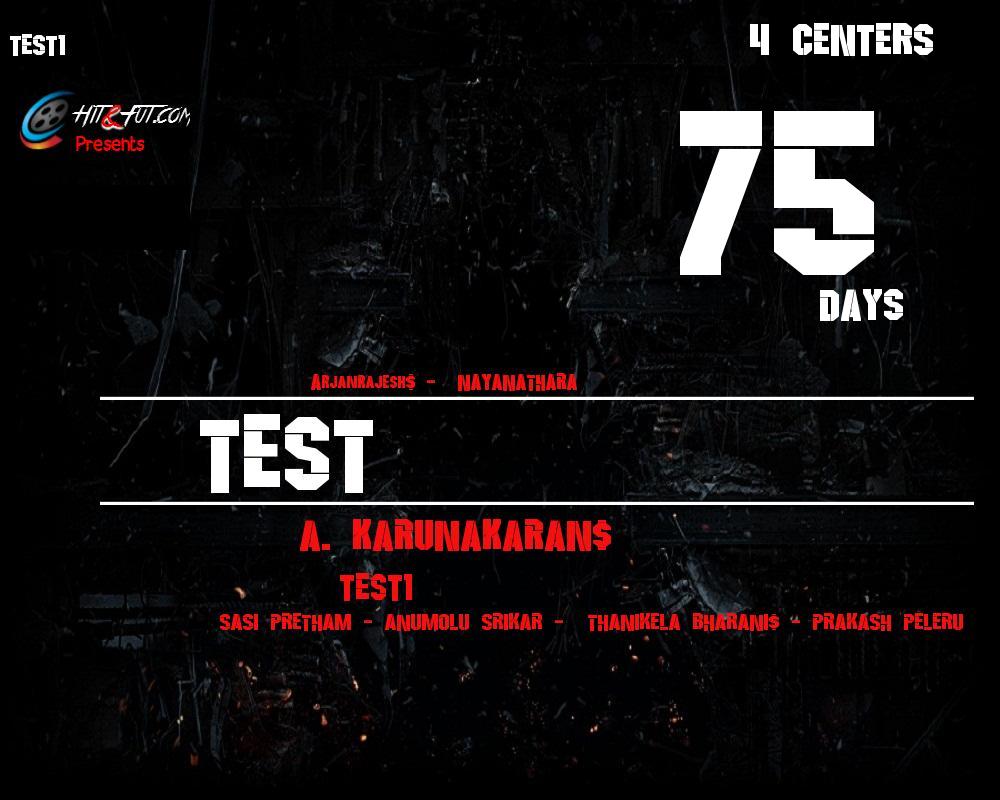 TEST1
4 CENTERS
HIT&FUT.COM
Presents
75
DAYS
ARJANRAJESH$ - NAYANATHARA
TEST
A. KARUNAKARAN$
TEST1
SASI PRETHAM - ANUMOLU SRIKAR - THANIKELA BHARANI$ - PRAKASH PELERU